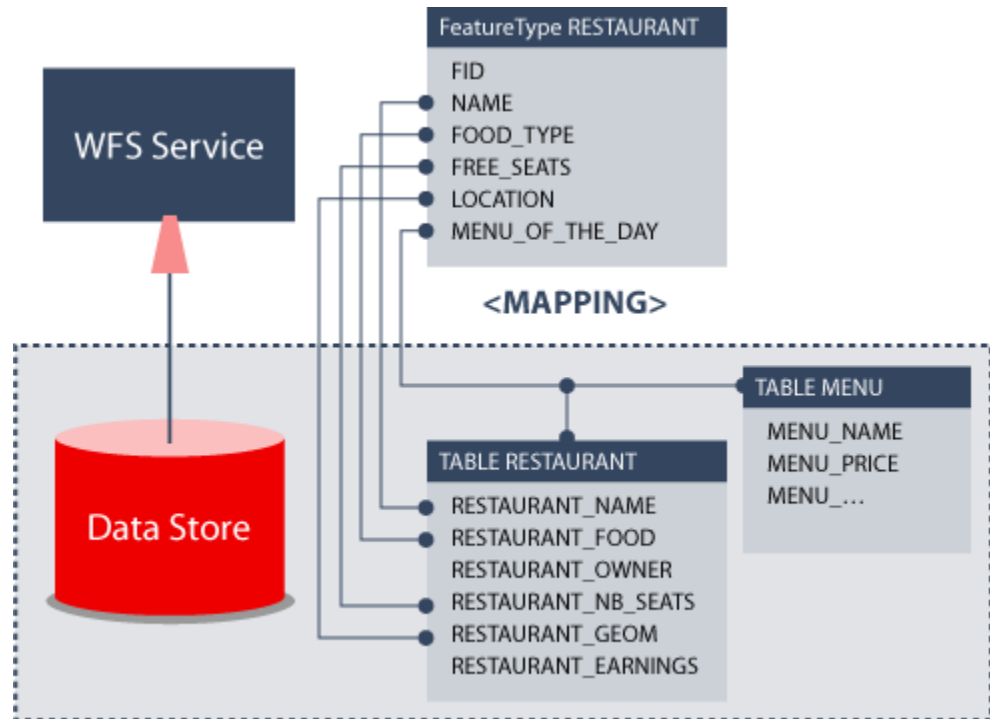 FeatureType RESTAURANT
FID
NAME
FOOD_TYPE
FREE_SEATS
LOCATION
MENU_OF_THE_DAY
WFS Service
<MAPPING>
Data Store
TABLE RESTAURANT
RESTAURANT_NAME
RESTAURANT_FOOD
RESTAURANT_OWNER
RESTAURANT_NB_SEATS
RESTAURANT_GEOM
RESTAURANT_EARNINGS
TABLE MENU
MENU_NAME
MENU_PRICE
MENU_...